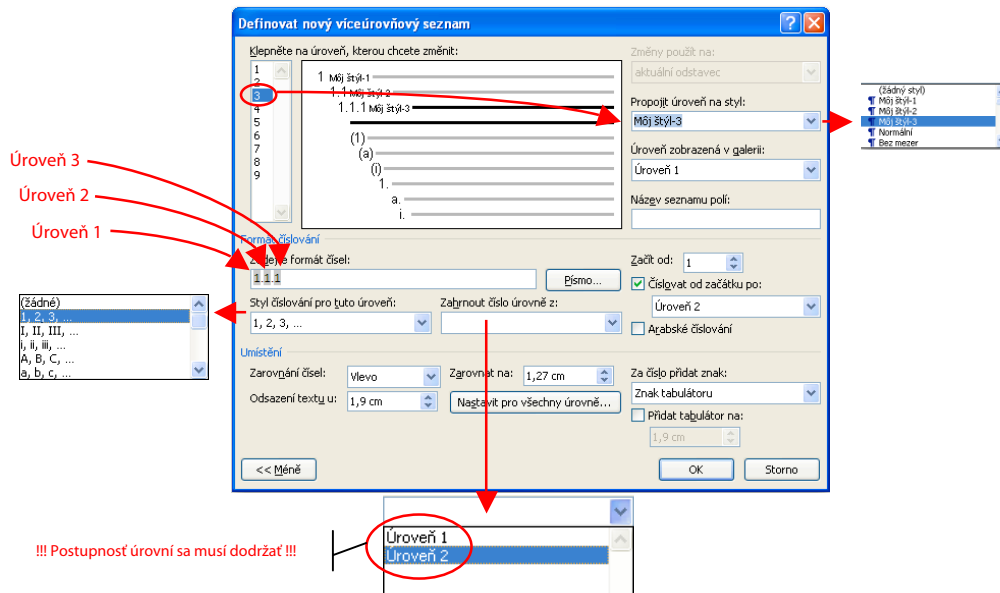 Definovat nový víceúrovňový seznam
Klepněte na úroveň, kterou chcete změnit:
1
2
3
4
5
6
7
8
9
1 Môj štýl-1
1.1 Môj štýl-2
1.1.1 Môj štýl-3
(1)
(a)
(i)
1.
a.
i.
Změny použít na:
aktuální odstavec
Propojit úroveň na styl:
Môj štýl-3
Úroveň zobrazená v galerii:
Úroveň 1
Název seznamu polí:
(žádný styl)
¶ Môj štýl-1
¶ Môj štýl-2
¶ Môj štýl-3
¶ Normální
¶ Bez mezer
Úroveň 3
Úroveň 2
Úroveň 1
Formát číslování
Zadejte formát čísel:
1.1.1
Písmo...
Začít od: 1
Číslovat od začátku po:
Úroveň 2
Arabské číslování
Styl číslování pro tuto úroveň:
1, 2, 3, ...
Zahrnout číslo úrovně z:
(žádné)
1, 2, 3, ...
I, II, III, ...
i, ii, iii, ...
A, B, C, ...
a, b, c, ...
Umístění
Zarovnání čísel: Vlevo
Zarovnat na: 1,27 cm
Odsazení textu u: 1,9 cm
Nastavit pro všechny úrovně...
Za číslo přidat znak:
Znak tabulátoru
Přidat tabulátor na:
1,9 cm
<< Méně
OK
Storno
!!! Postupnosť úrovní sa musí dodržať !!!
Úroveň 1
Úroveň 2